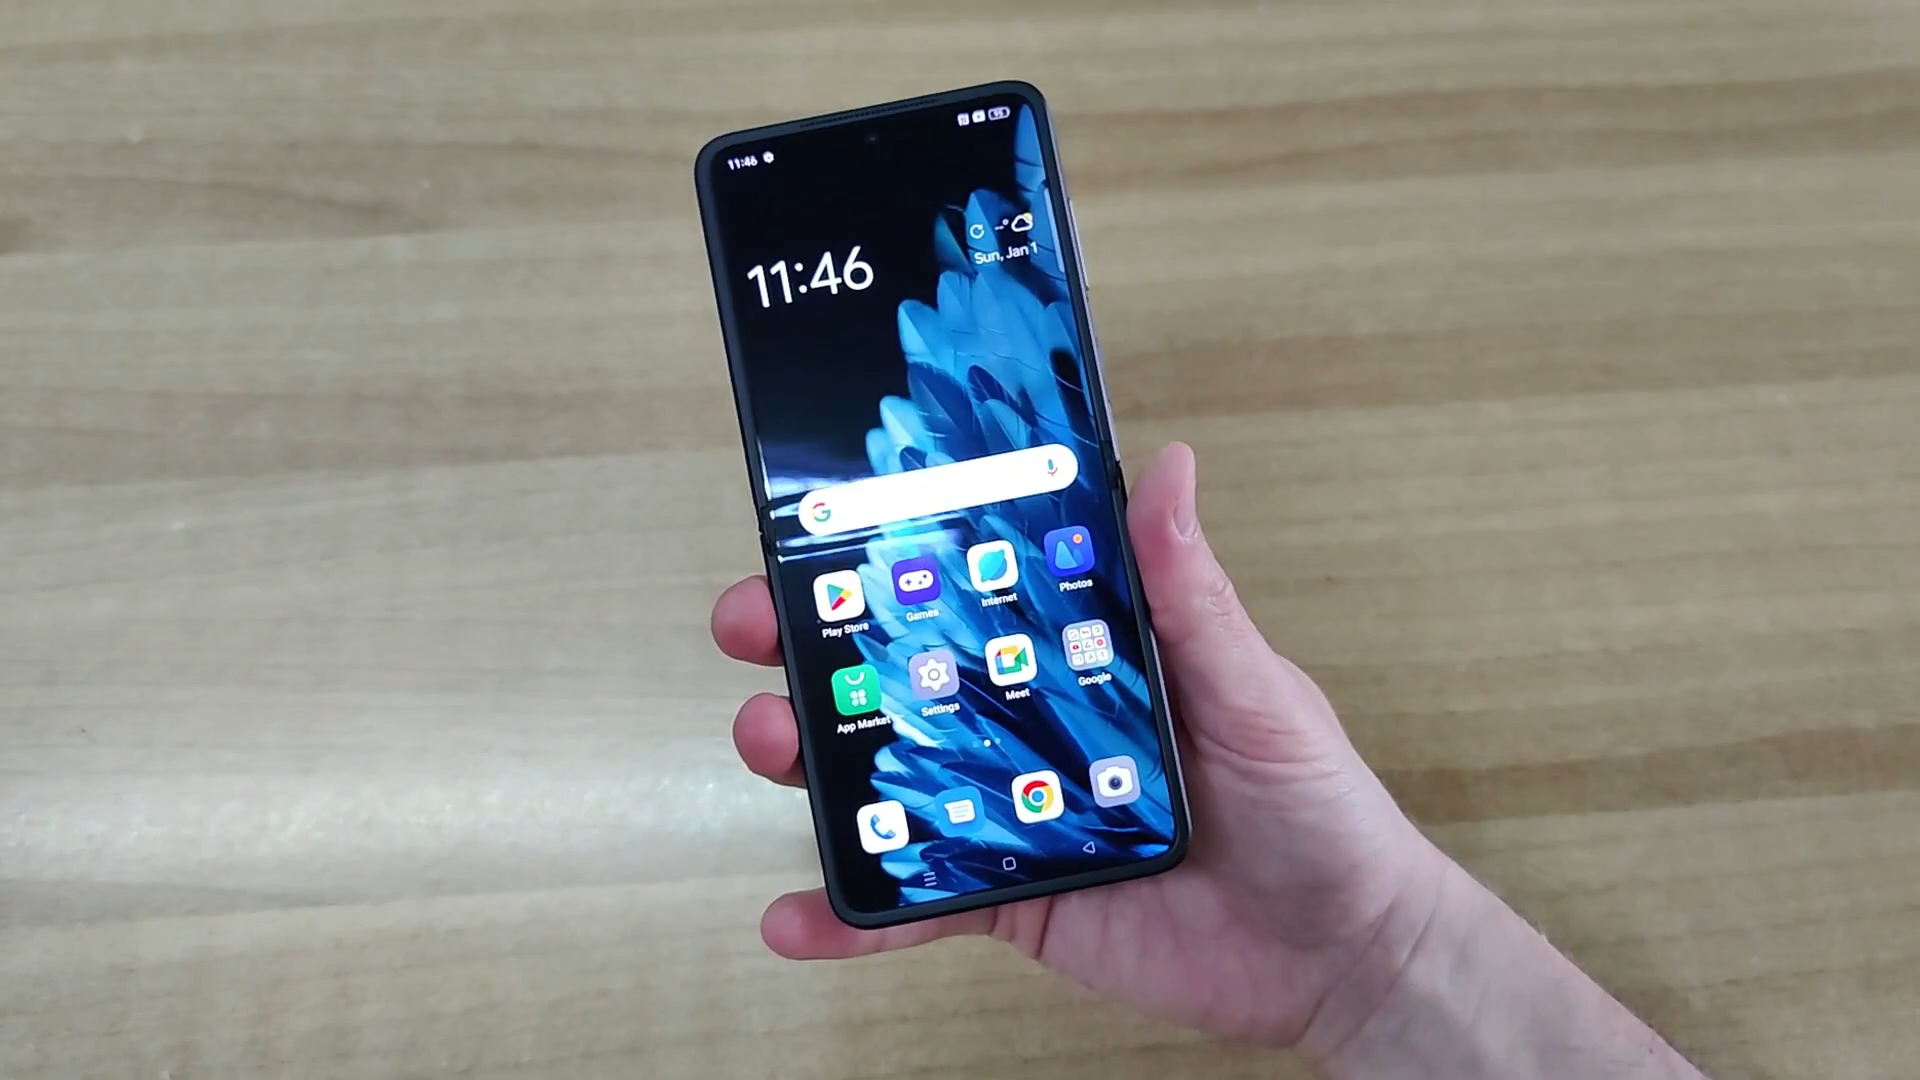 11:46
11:46
Sun, Jan 1
Play Store
Games
Internet
Photos
App Market
Settings
Meet
Google